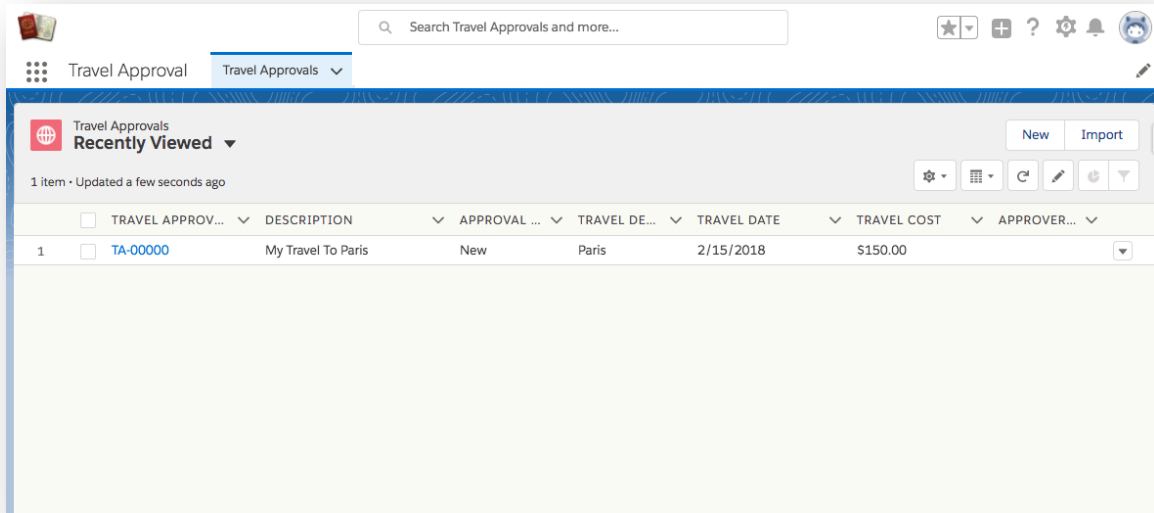 Search Travel Approvals and more...
Travel Approval
Travel Approvals
Travel Approvals
Recently Viewed
New Import
1 item • Updated a few seconds ago
TRAVEL APPROV... DESCRIPTION APPROVAL ... TRAVEL DE... TRAVEL DATE TRAVEL COST APPROVER...
1 TA-00000 My Travel To Paris New Paris 2/15/2018 $150.00